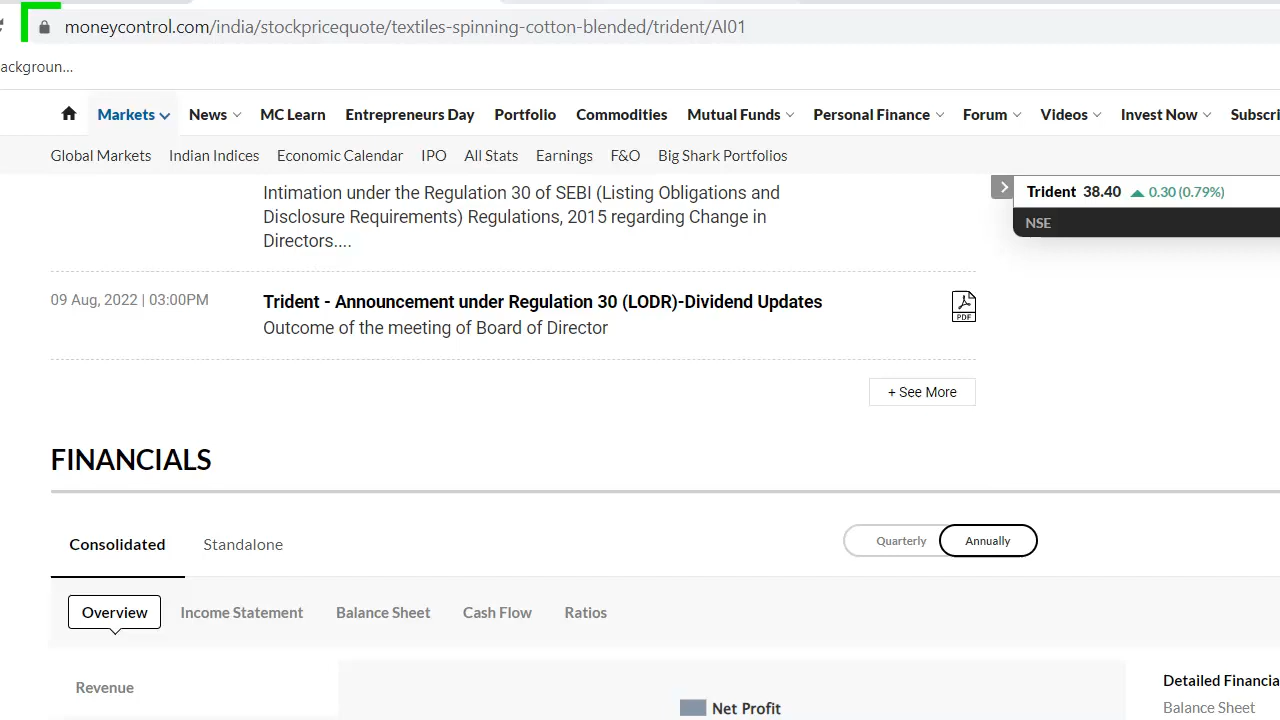 moneycontrol.com/india/stockpricequote/textiles-spinning-cotton-blended/trident/AI01
ackgroun...
Markets News MC Learn Entrepreneurs Day Portfolio Commodities Mutual Funds Personal Finance Forum Videos Invest Now Subscri
Global Markets Indian Indices Economic Calendar IPO All Stats Earnings F&O Big Shark Portfolios
Intimation under the Regulation 30 of SEBI (Listing Obligations and
Disclosure Requirements) Regulations, 2015 regarding Change in
Directors....
Trident 38.40 0.30 (0.79%)
NSE
09 Aug, 2022 | 03:00PM Trident - Announcement under Regulation 30 (LODR)-Dividend Updates
Outcome of the meeting of Board of Director
PDF
+ See More
FINANCIALS
Consolidated Standalone Quarterly Annually
Overview Income Statement Balance Sheet Cash Flow Ratios
Revenue
Net Profit
Detailed Financia
Balance Sheet